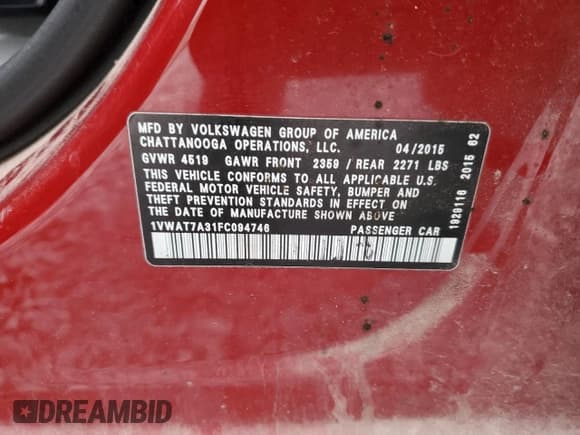 MFD BY VOLKSWAGEN GROUP OF AMERICA
CHATTANOOGA OPERATIONS, LLC. 04/2015
GVWR 4519 GAWR FRONT 2359 / REAR 2271 LBS
THIS VEHICLE CONFORMS TO ALL APPLICABLE U.S.
FEDERAL MOTOR VEHICLE SAFETY, BUMPER AND
THEFT PREVENTION STANDARDS IN EFFECT ON
THE DATE OF MANUFACTURE SHOWN ABOVE
1VWAT7A31FC094746 PASSENGER CAR
1929116 2015 62
DREAMBID